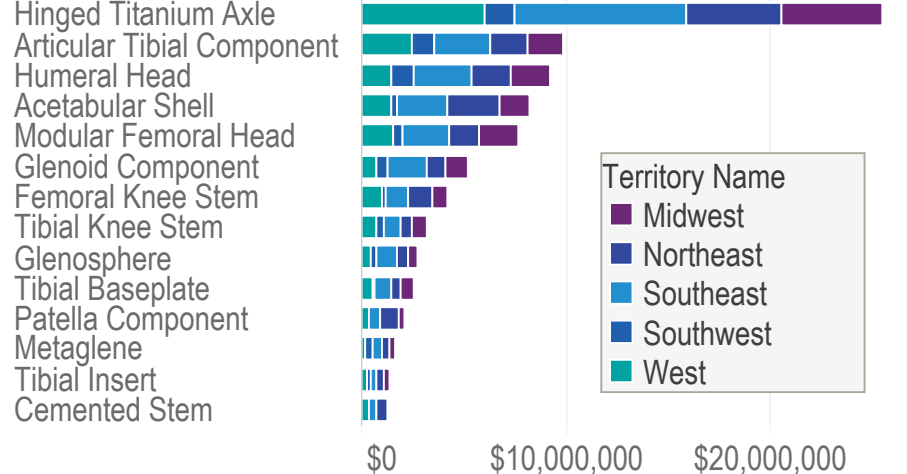 Hinged Titanium Axle
Articular Tibial Component
Humeral Head
Acetabular Shell
Modular Femoral Head
Glenoid Component
Femoral Knee Stem
Tibial Knee Stem
Glenosphere
Tibial Baseplate
Patella Component
Metaglene
Tibial Insert
Cemented Stem
Territory Name
Midwest
Northeast
Southeast
Southwest
West
$0 $10,000,000 $20,000,000